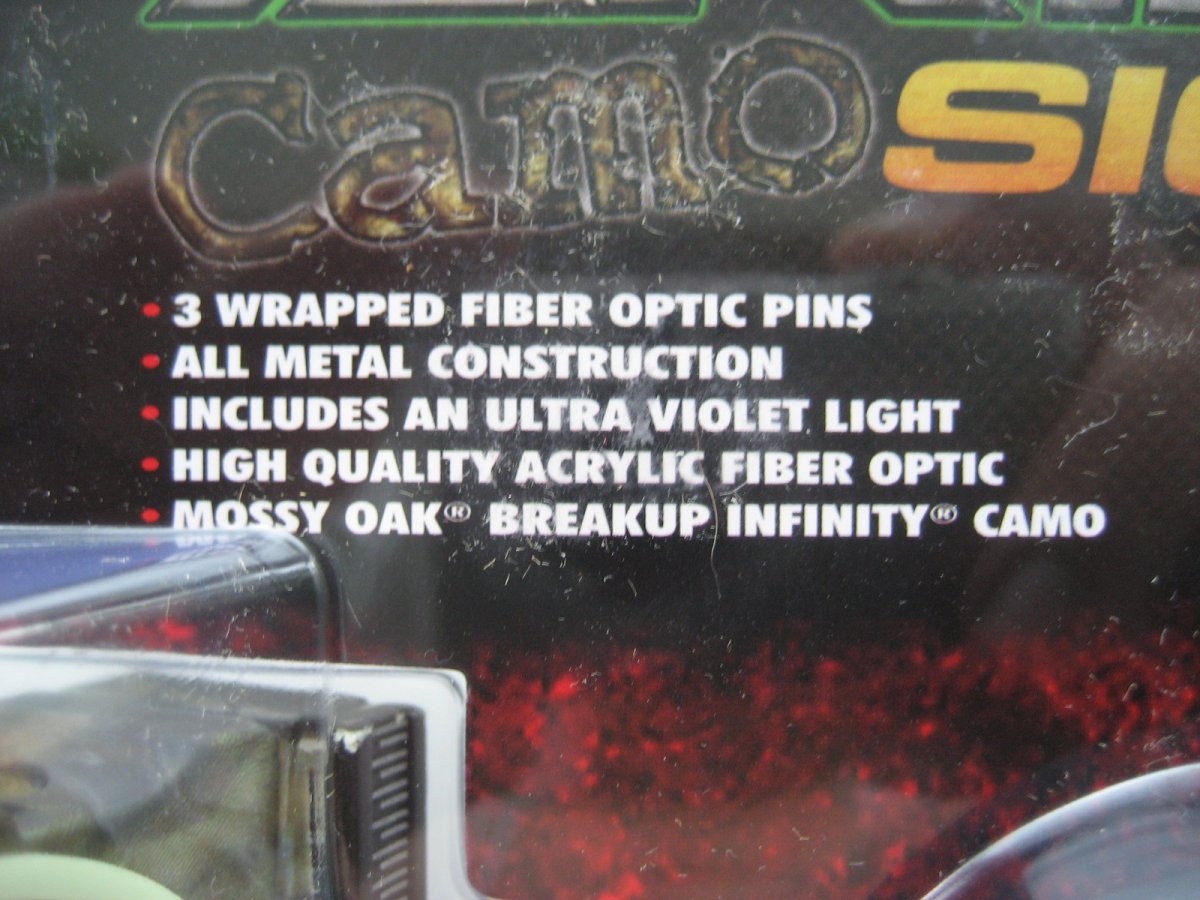 Camo SIG
• 3 WRAPPED FIBER OPTIC PINS
• ALL METAL CONSTRUCTION
• INCLUDES AN ULTRA VIOLET LIGHT
• HIGH QUALITY ACRYLIC FIBER OPTIC
• MOSSY OAK® BREAKUP INFINITY® CAMO